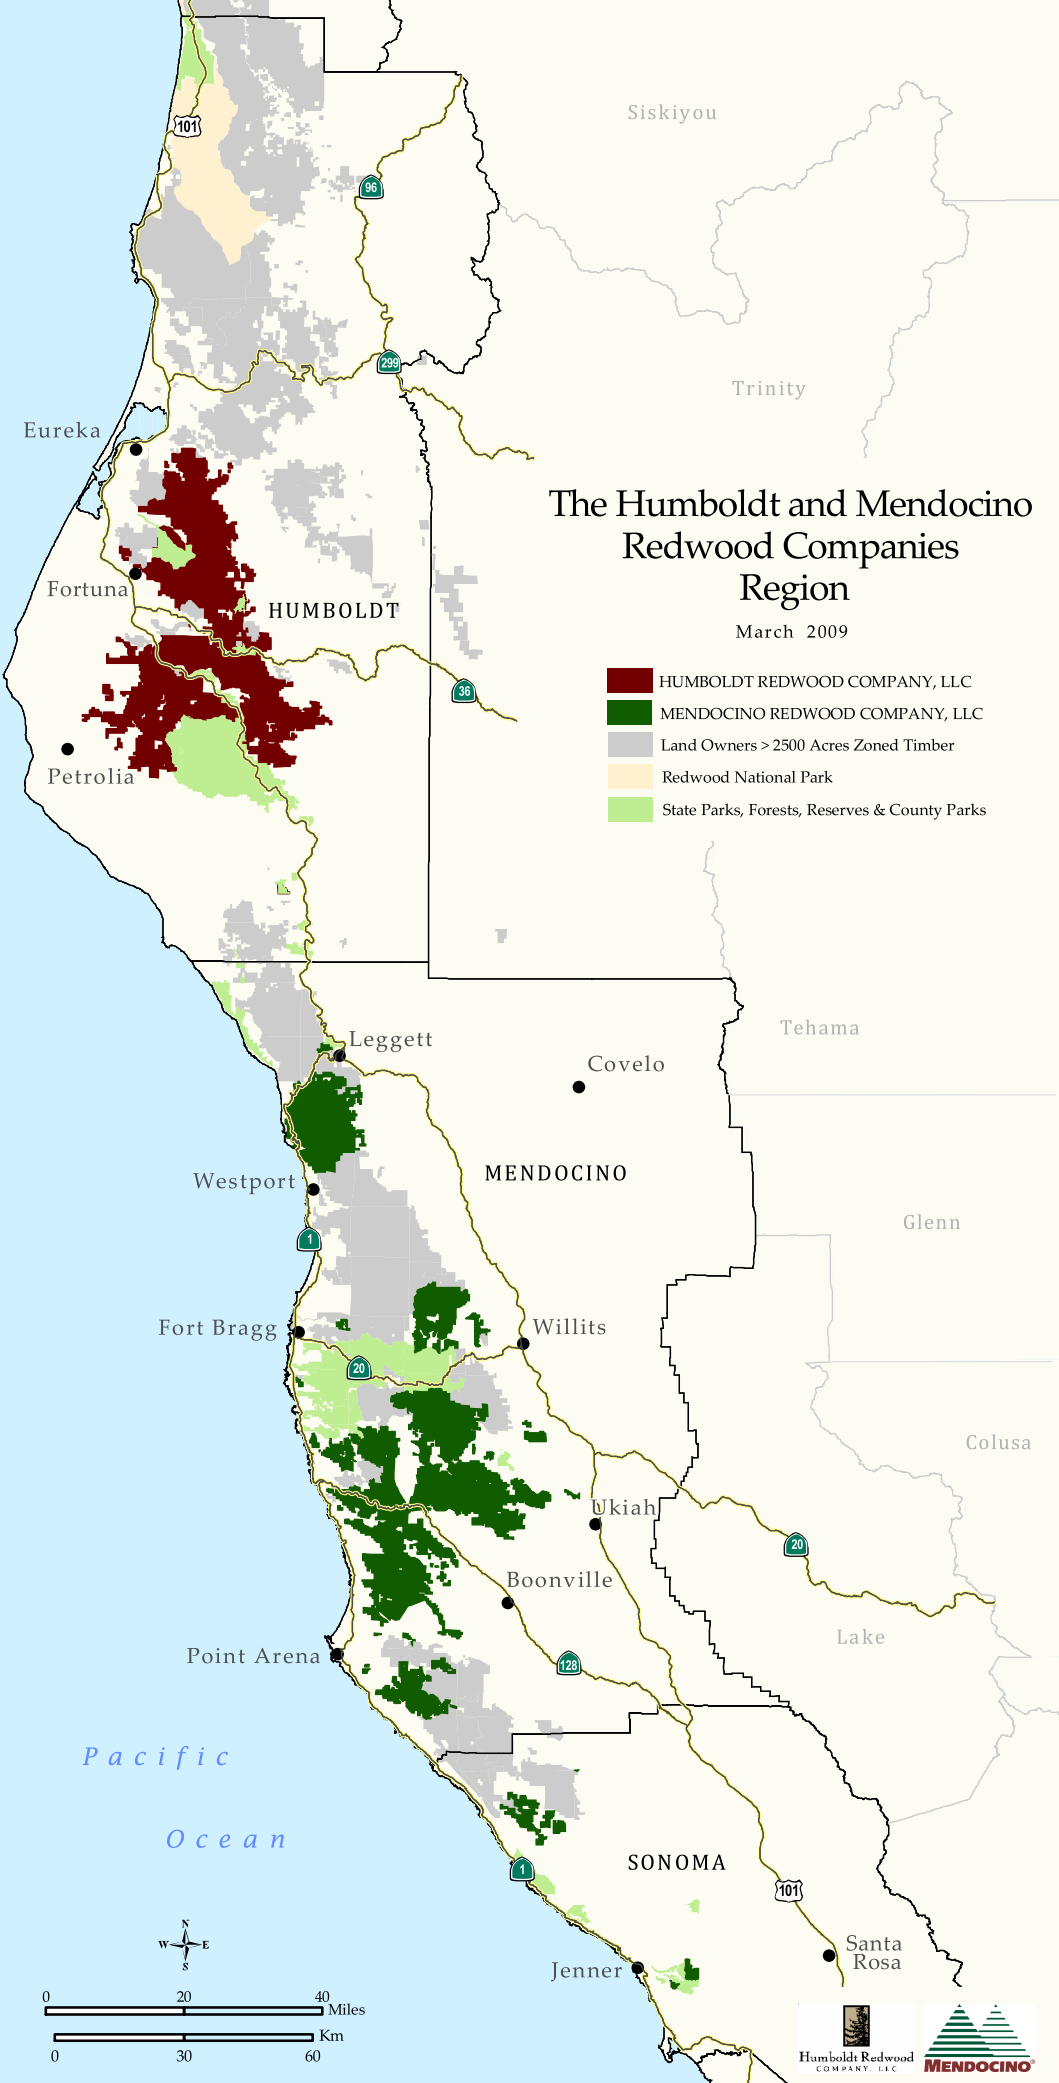 Siskiyou
101
96
299
Trinity
Eureka
The Humboldt and Mendocino
Redwood Companies
Region
March 2009
Fortuna
HUMBOLDT
36
HUMBOLDT REDWOOD COMPANY, LLC
MENDOCINO REDWOOD COMPANY, LLC
Land Owners > 2500 Acres Zoned Timber
Redwood National Park
State Parks, Forests, Reserves & County Parks
Petrolia
Tehama
Leggett
Covelo
Westport
MENDOCINO
Glenn
1
Fort Bragg
Willits
20
Colusa
Ukiah
20
Boonville
Lake
Point Arena
128
Pacific
Ocean
SONOMA
1
101
N
W E
S
Santa
Rosa
Jenner
0 20 40
Miles
Km
0 30 60
Humboldt Redwood
COMPANY, LLC
MENDOCINO®